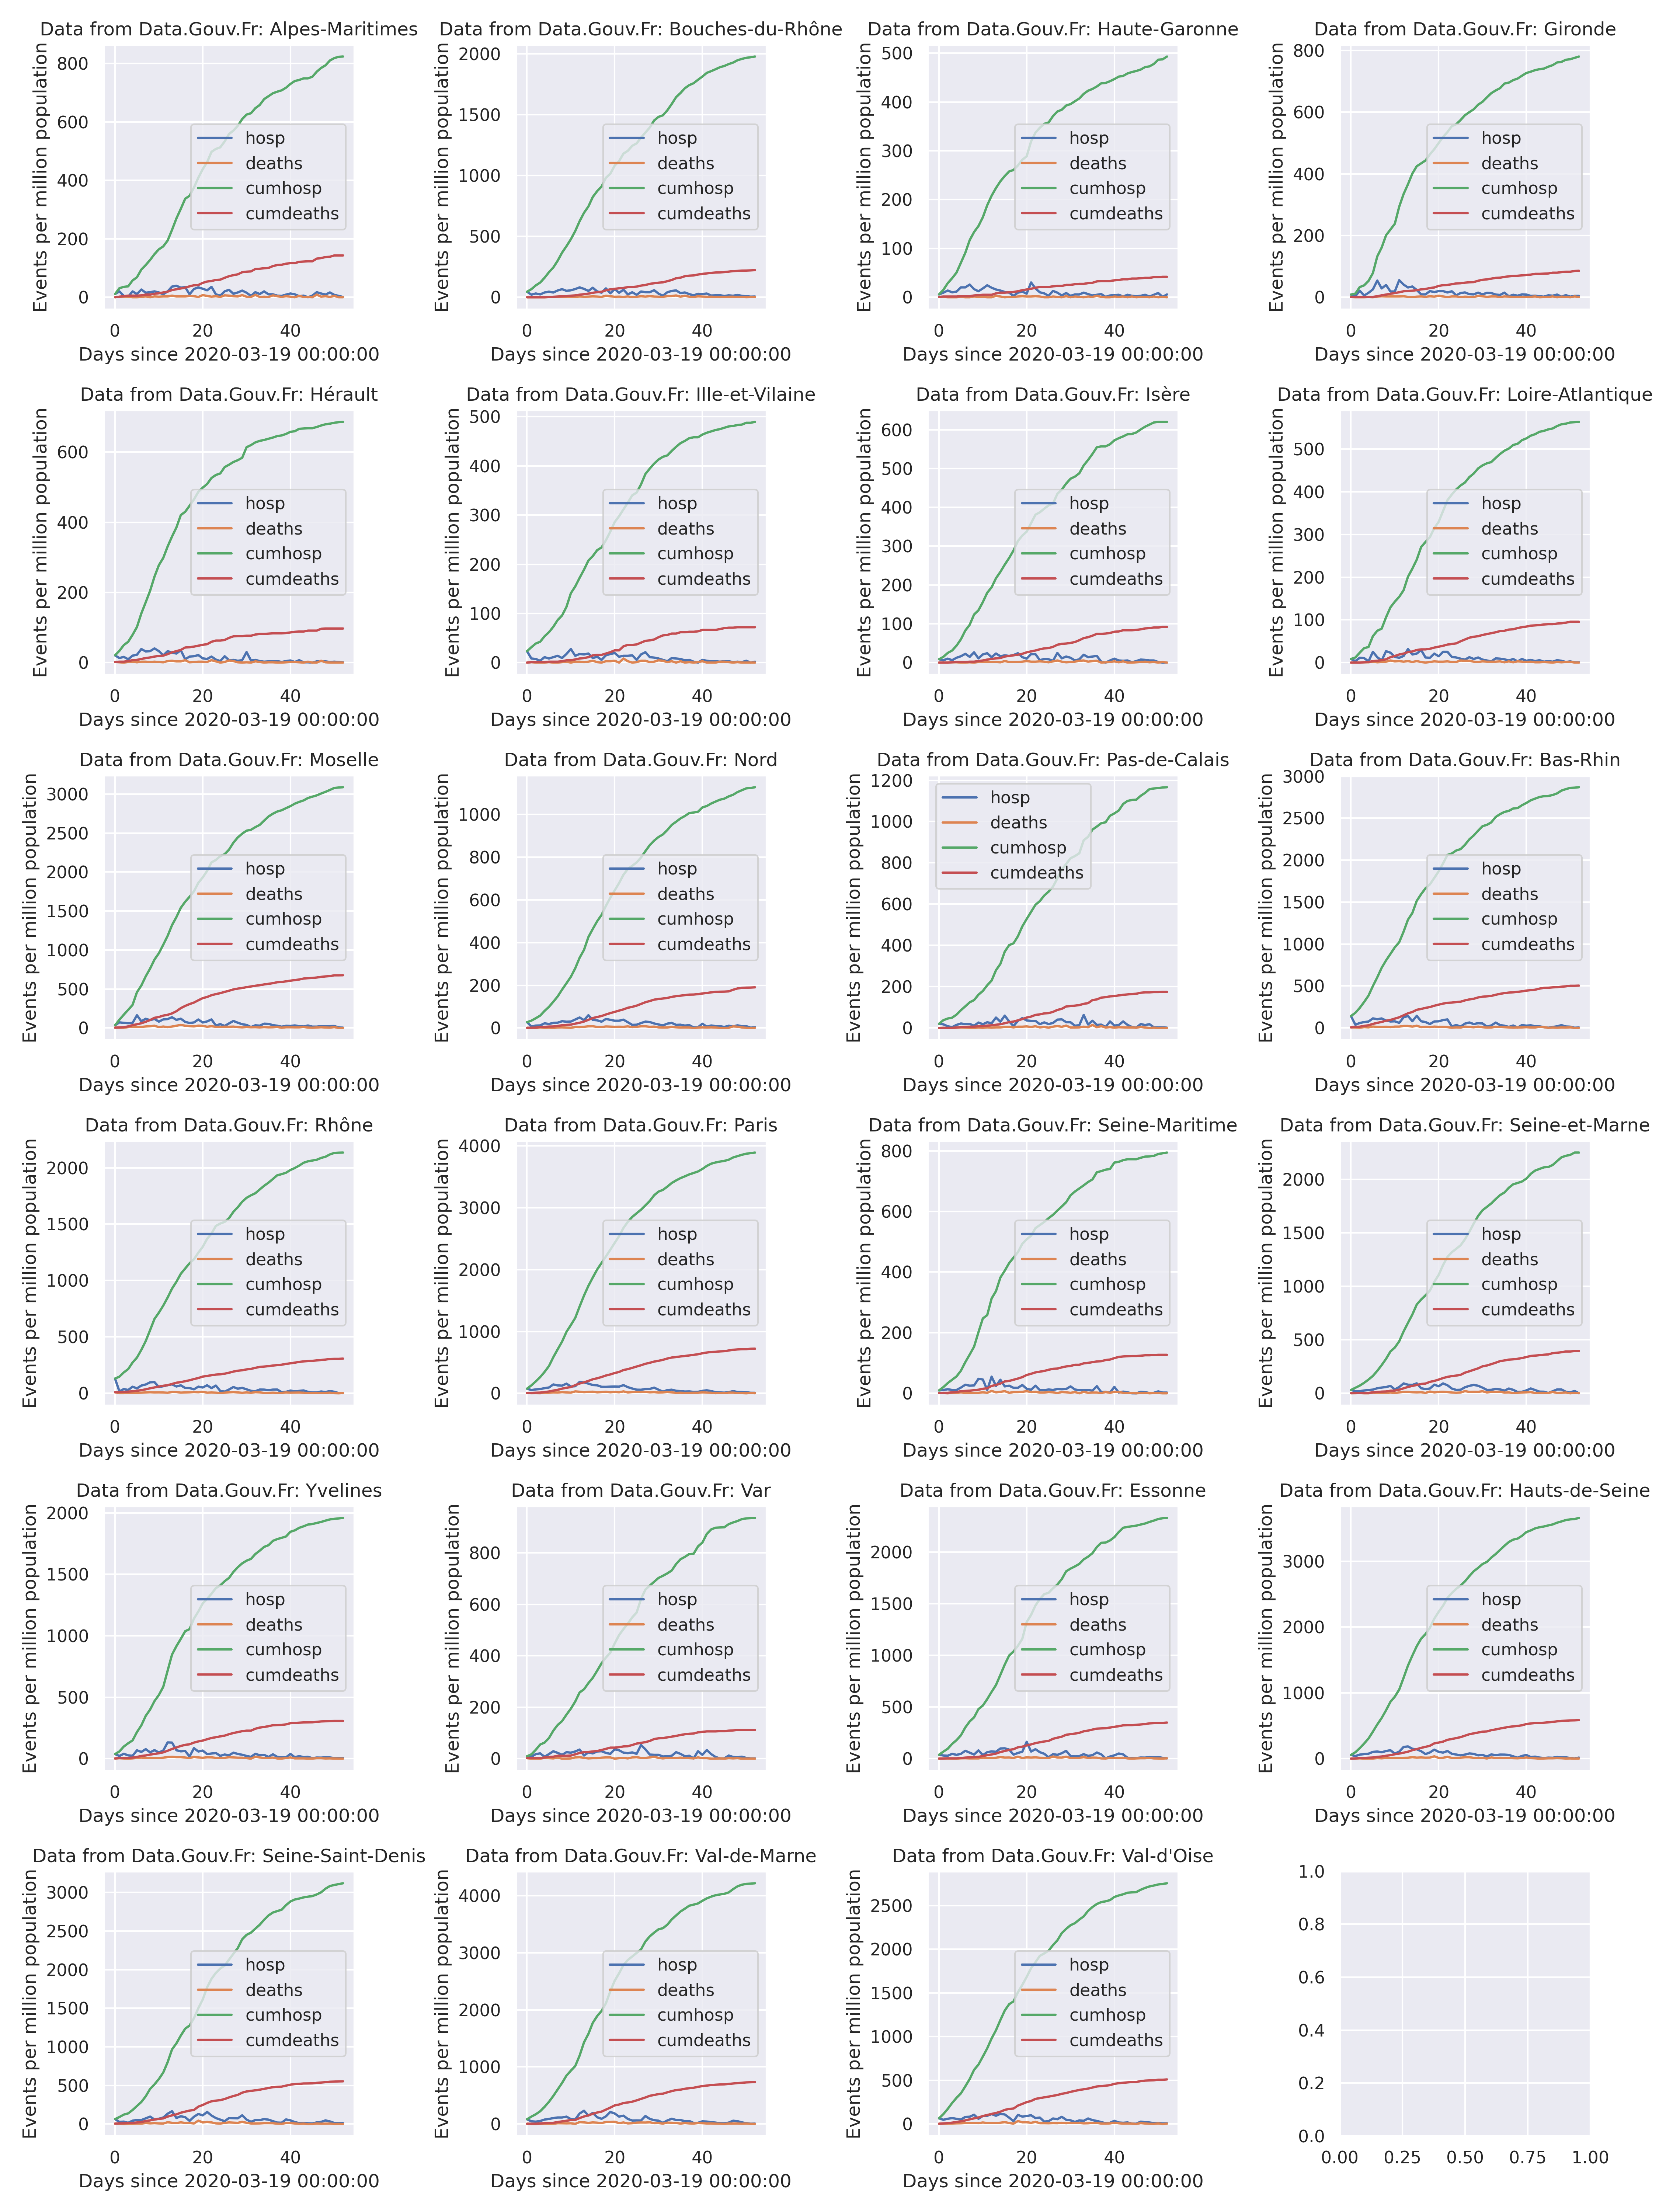 Data from Data.Gouv.Fr: Alpes-Maritimes
Events per million population
800
600
400
200
0
hosp
deaths
cumhosp
cumdeaths
0 20 40
Days since 2020-03-19 00:00:00
Data from Data.Gouv.Fr: Bouches-du-Rhône
Events per million population
2000
1500
1000
500
0
hosp
deaths
cumhosp
cumdeaths
0 20 40
Days since 2020-03-19 00:00:00
Data from Data.Gouv.Fr: Haute-Garonne
Events per million population
500
400
300
200
100
0
hosp
deaths
cumhosp
cumdeaths
0 20 40
Days since 2020-03-19 00:00:00
Data from Data.Gouv.Fr: Gironde
Events per million population
800
600
400
200
0
hosp
deaths
cumhosp
cumdeaths
0 20 40
Days since 2020-03-19 00:00:00
Data from Data.Gouv.Fr: Hérault
Events per million population
600
400
200
0
hosp
deaths
cumhosp
cumdeaths
0 20 40
Days since 2020-03-19 00:00:00
Data from Data.Gouv.Fr: Ille-et-Vilaine
Events per million population
500
400
300
200
100
0
hosp
deaths
cumhosp
cumdeaths
0 20 40
Days since 2020-03-19 00:00:00
Data from Data.Gouv.Fr: Isère
Events per million population
600
500
400
300
200
100
0
hosp
deaths
cumhosp
cumdeaths
0 20 40
Days since 2020-03-19 00:00:00
Data from Data.Gouv.Fr: Loire-Atlantique
Events per million population
500
400
300
200
100
0
hosp
deaths
cumhosp
cumdeaths
0 20 40
Days since 2020-03-19 00:00:00
Data from Data.Gouv.Fr: Moselle
Events per million population
3000
2500
2000
1500
1000
500
0
hosp
deaths
cumhosp
cumdeaths
0 20 40
Days since 2020-03-19 00:00:00
Data from Data.Gouv.Fr: Nord
Events per million population
1000
800
600
400
200
0
hosp
deaths
cumhosp
cumdeaths
0 20 40
Days since 2020-03-19 00:00:00
Data from Data.Gouv.Fr: Pas-de-Calais
Events per million population
1200
1000
800
600
400
200
0
hosp
deaths
cumhosp
cumdeaths
0 20 40
Days since 2020-03-19 00:00:00
Data from Data.Gouv.Fr: Bas-Rhin
Events per million population
3000
2500
2000
1500
1000
500
0
hosp
deaths
cumhosp
cumdeaths
0 20 40
Days since 2020-03-19 00:00:00
Data from Data.Gouv.Fr: Rhône
Events per million population
2000
1500
1000
500
0
hosp
deaths
cumhosp
cumdeaths
0 20 40
Days since 2020-03-19 00:00:00
Data from Data.Gouv.Fr: Paris
Events per million population
4000
3000
2000
1000
0
hosp
deaths
cumhosp
cumdeaths
0 20 40
Days since 2020-03-19 00:00:00
Data from Data.Gouv.Fr: Seine-Maritime
Events per million population
800
600
400
200
0
hosp
deaths
cumhosp
cumdeaths
0 20 40
Days since 2020-03-19 00:00:00
Data from Data.Gouv.Fr: Seine-et-Marne
Events per million population
2000
1500
1000
500
0
hosp
deaths
cumhosp
cumdeaths
0 20 40
Days since 2020-03-19 00:00:00
Data from Data.Gouv.Fr: Yvelines
Events per million population
2000
1500
1000
500
0
hosp
deaths
cumhosp
cumdeaths
0 20 40
Days since 2020-03-19 00:00:00
Data from Data.Gouv.Fr: Var
Events per million population
800
600
400
200
0
hosp
deaths
cumhosp
cumdeaths
0 20 40
Days since 2020-03-19 00:00:00
Data from Data.Gouv.Fr: Essonne
Events per million population
2000
1500
1000
500
0
hosp
deaths
cumhosp
cumdeaths
0 20 40
Days since 2020-03-19 00:00:00
Data from Data.Gouv.Fr: Hauts-de-Seine
Events per million population
3000
2000
1000
0
hosp
deaths
cumhosp
cumdeaths
0 20 40
Days since 2020-03-19 00:00:00
Data from Data.Gouv.Fr: Seine-Saint-Denis
Events per million population
3000
2500
2000
1500
1000
500
0
hosp
deaths
cumhosp
cumdeaths
0 20 40
Days since 2020-03-19 00:00:00
Data from Data.Gouv.Fr: Val-de-Marne
Events per million population
4000
3000
2000
1000
0
hosp
deaths
cumhosp
cumdeaths
0 20 40
Days since 2020-03-19 00:00:00
Data from Data.Gouv.Fr: Val-d'Oise
Events per million population
2500
2000
1500
1000
500
0
hosp
deaths
cumhosp
cumdeaths
0 20 40
Days since 2020-03-19 00:00:00
1.0
0.8
0.6
0.4
0.2
0.0
0.00 0.25 0.50 0.75 1.00